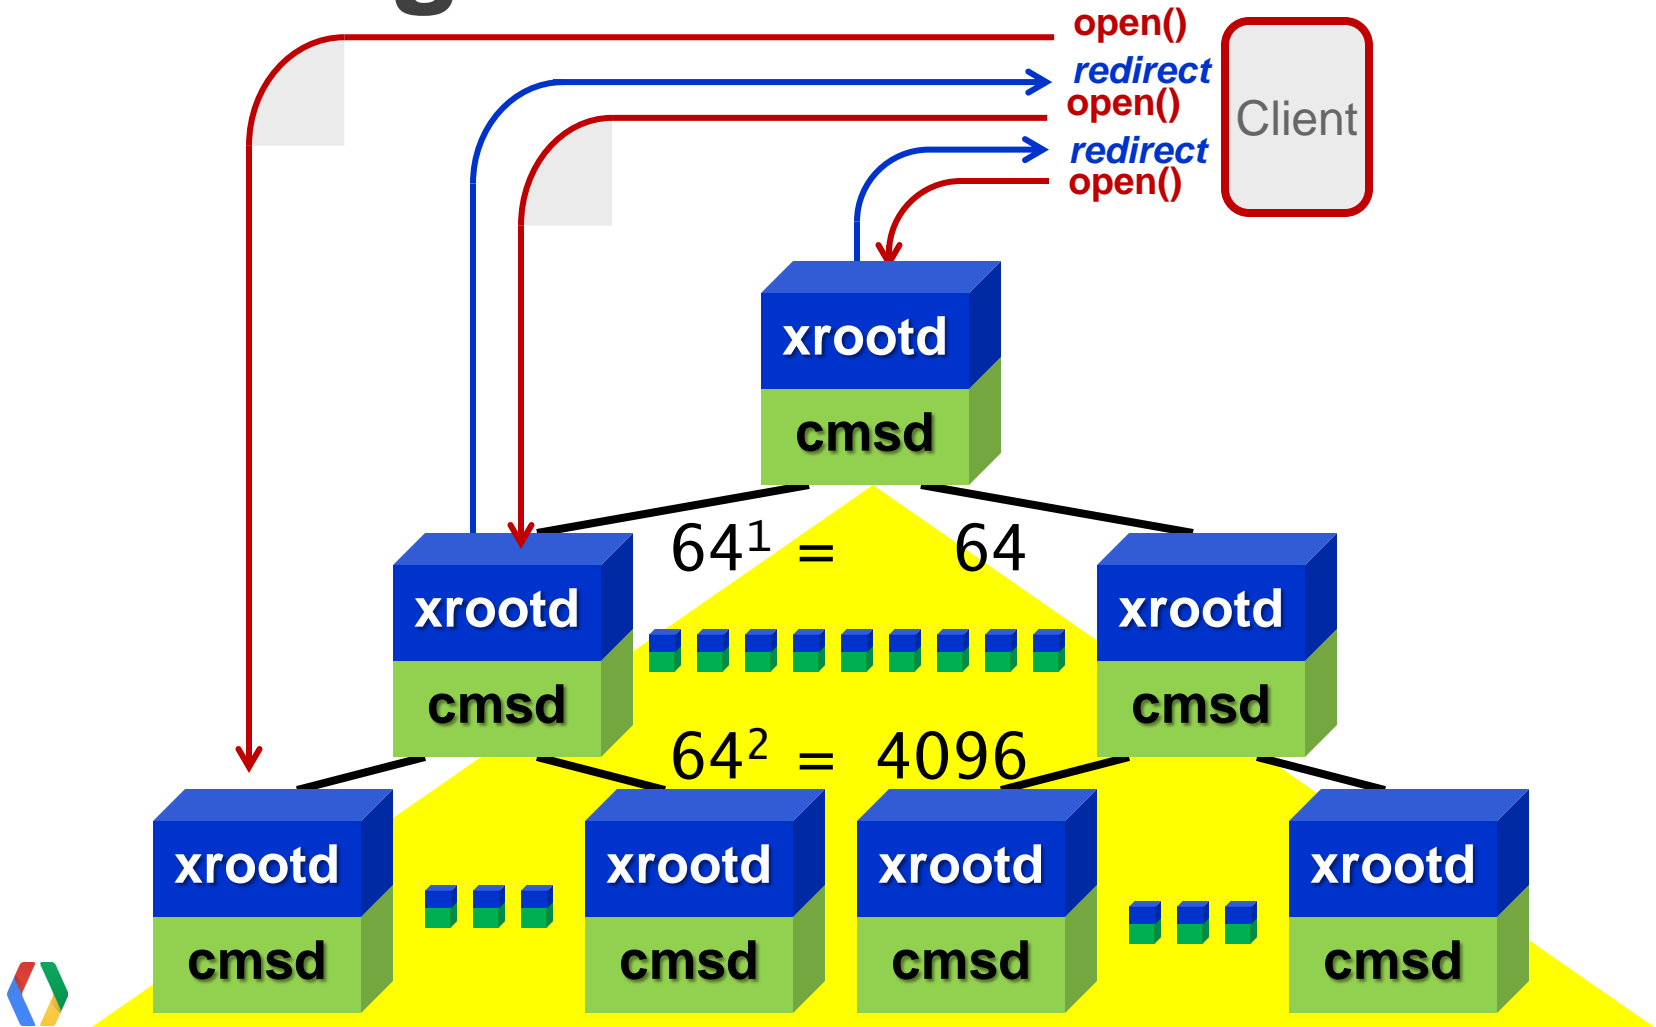 g
open()
redirect
open()
redirect
open()
Client
xrootd
cmsd
64¹ = 64
xrootd
xrootd
cmsd
cmsd
64² = 4096
xrootd
xrootd
xrootd
xrootd
cmsd
cmsd
cmsd
cmsd